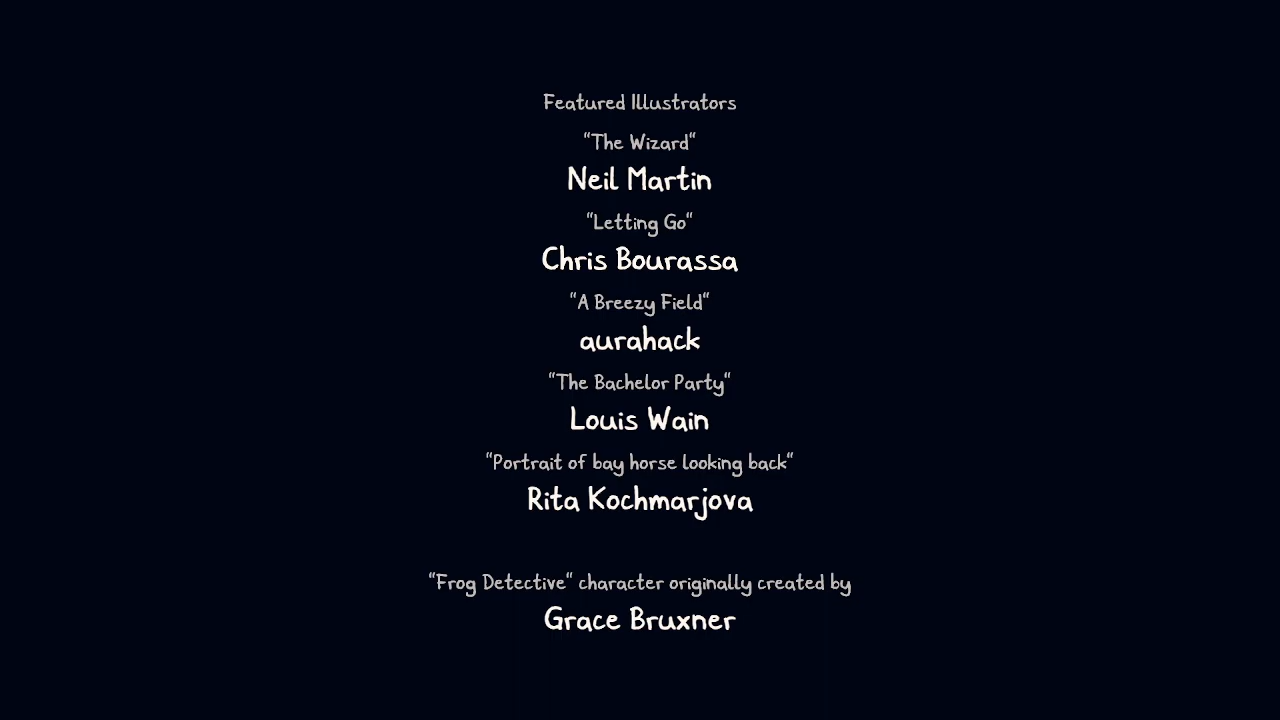 Featured Illustrators
"The Wizard"
Neil Martin
"Letting Go"
Chris Bourassa
"A Breezy Field"
aurahack
"The Bachelor Party"
Louis Wain
"Portrait of bay horse looking back"
Rita Kochmarjova
"Frog Detective" character originally created by
Grace Bruxner